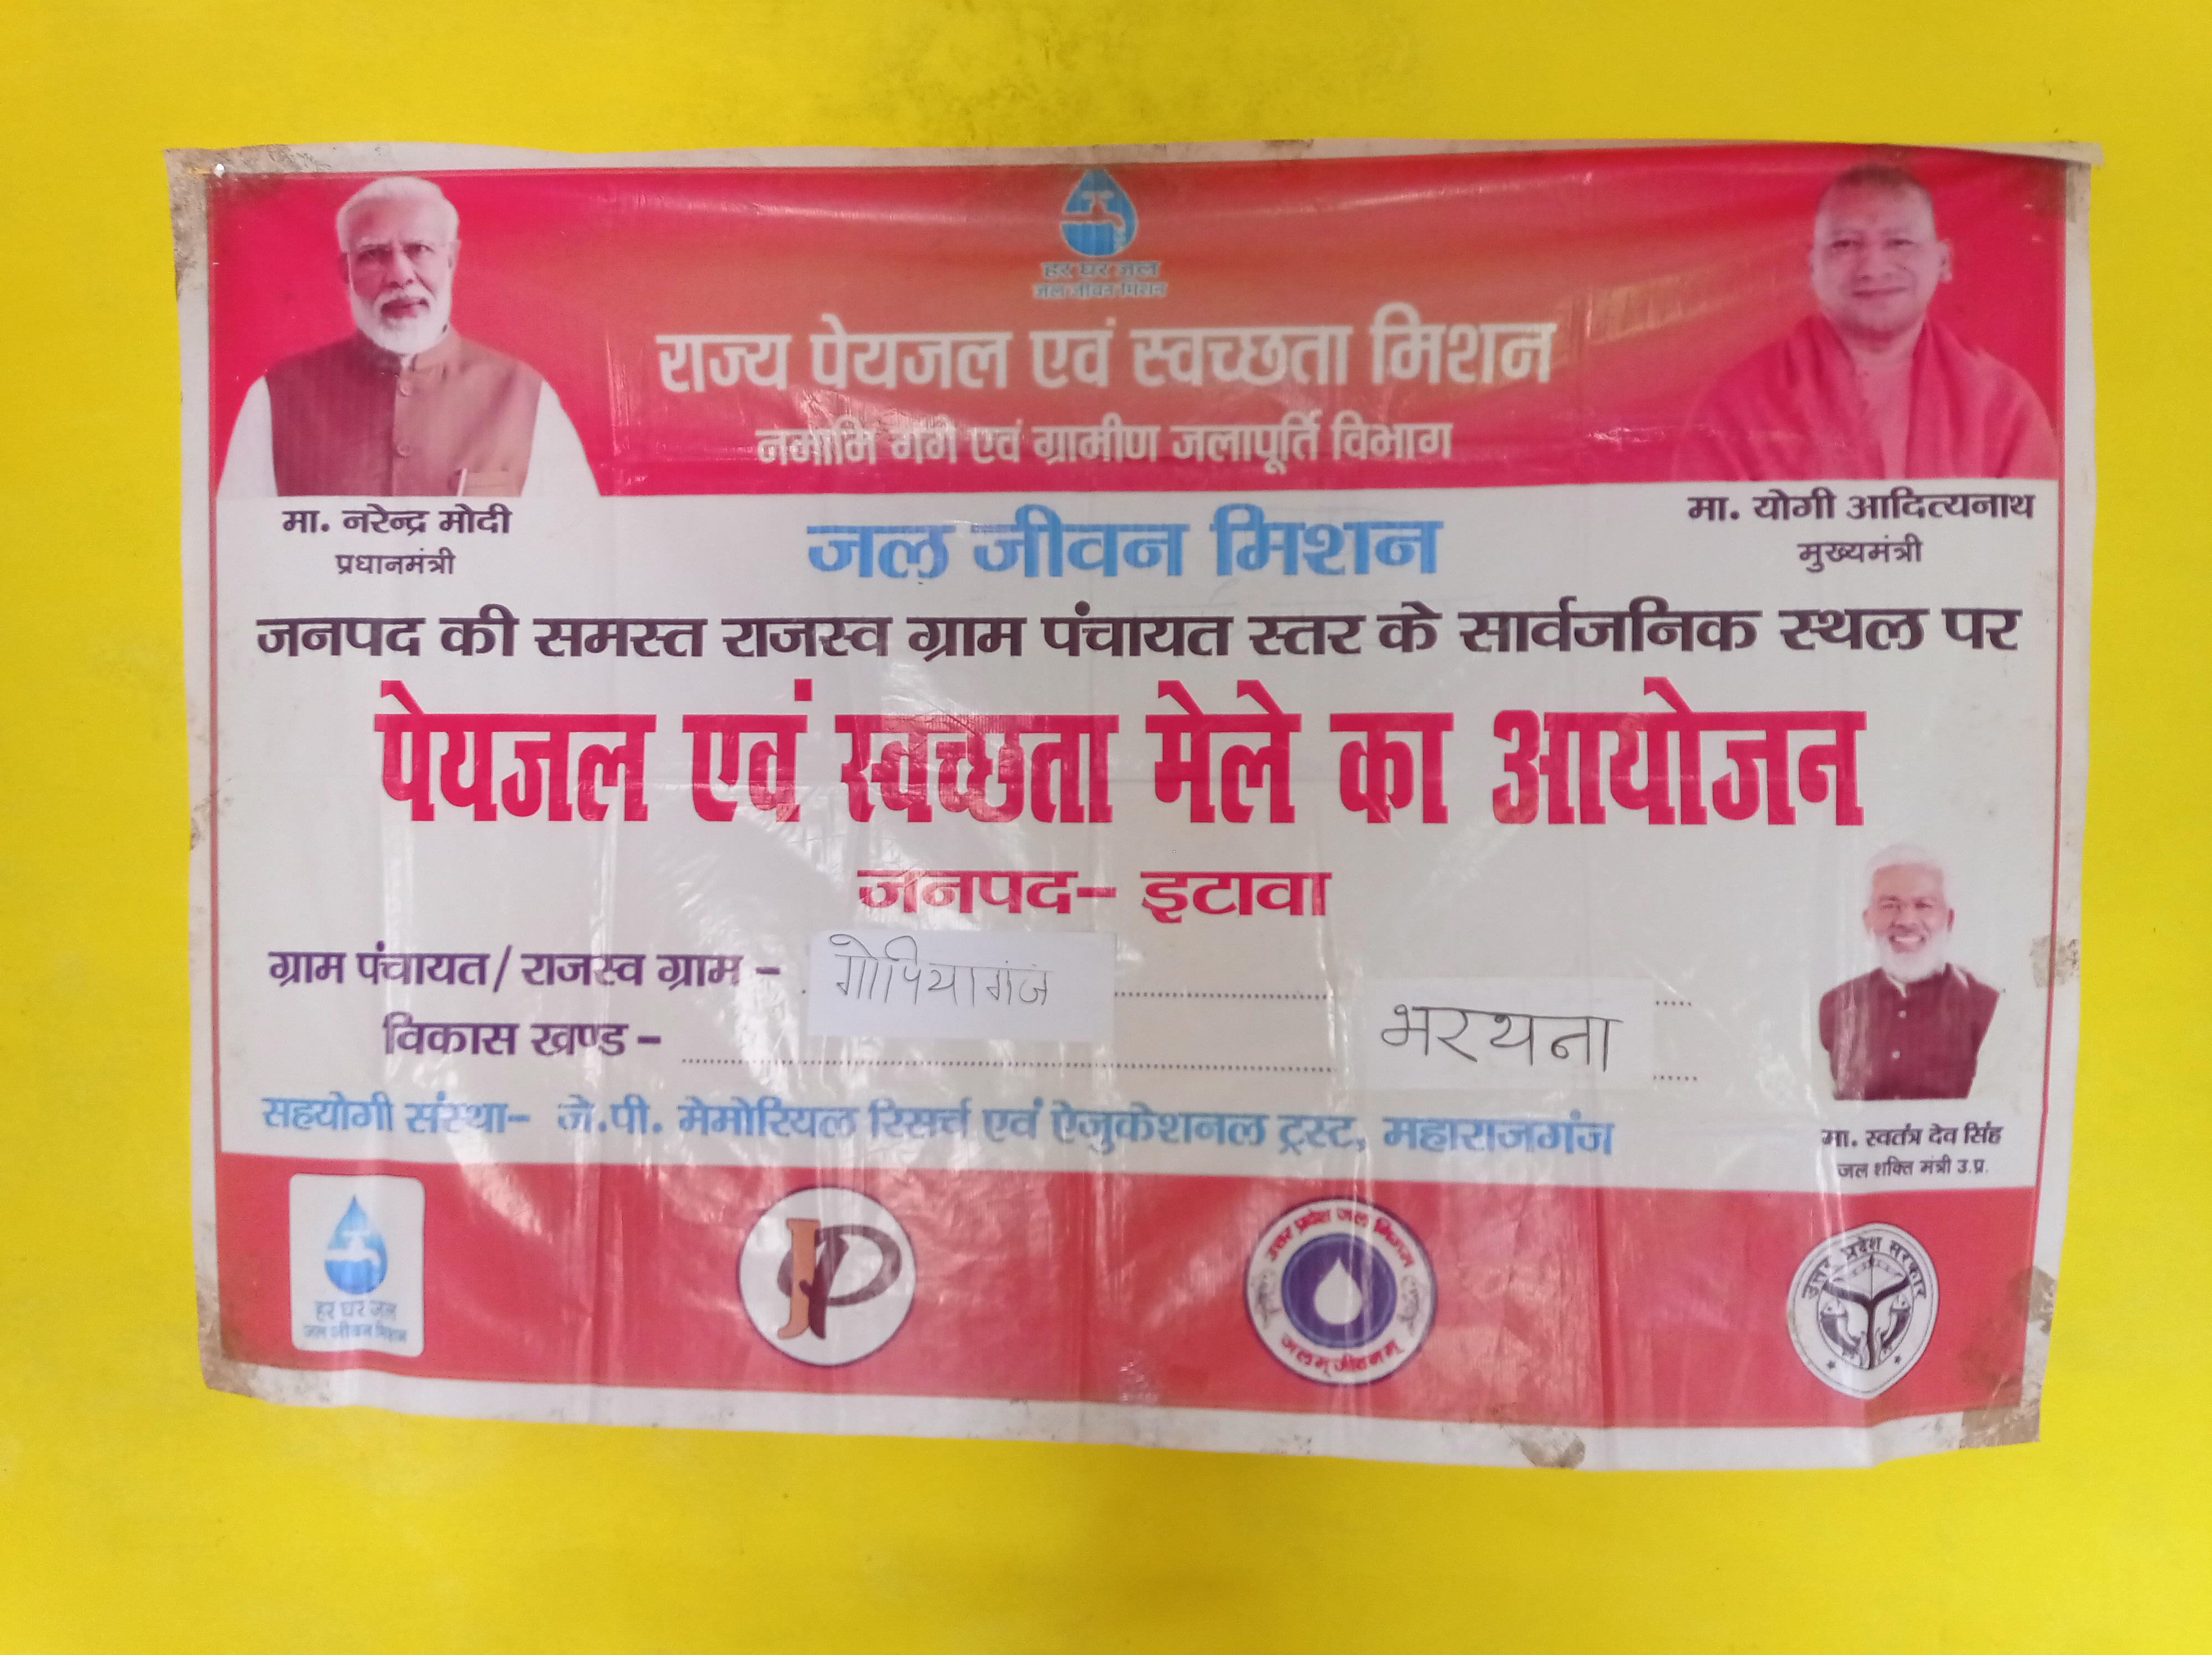 हर घर जल
जल जीवन मिशन
राज्य पेयजल एवं स्वच्छता मिशन
नमामि गंगे एवं ग्रामीण जलापूर्ति विभाग
मा. नरेन्द्र मोदी
प्रधानमंत्री
मा. योगी आदित्यनाथ
मुख्यमंत्री
जल जीवन मिशन
जनपद की समस्त राजस्व ग्राम पंचायत स्तर के सार्वजनिक स्थल पर
पेयजल एवं स्वच्छता मेले का आयोजन
जनपद- इटावा
ग्राम पंचायत/राजस्व ग्राम - गोपियागंज
विकास खण्ड - भरथना
सहयोगी संस्था- जे.पी. मेमोरियल रिसर्च एवं ऐजुकेशनल ट्रस्ट, महाराजगंज
मा. स्वतंत्र देव सिंह
जल शक्ति मंत्री उ.प्र.
हर घर जल
जल जीवन मिशन
JP
उत्तर प्रदेश जल निगम
जलम् जीवनम्
उत्तर प्रदेश सरकार